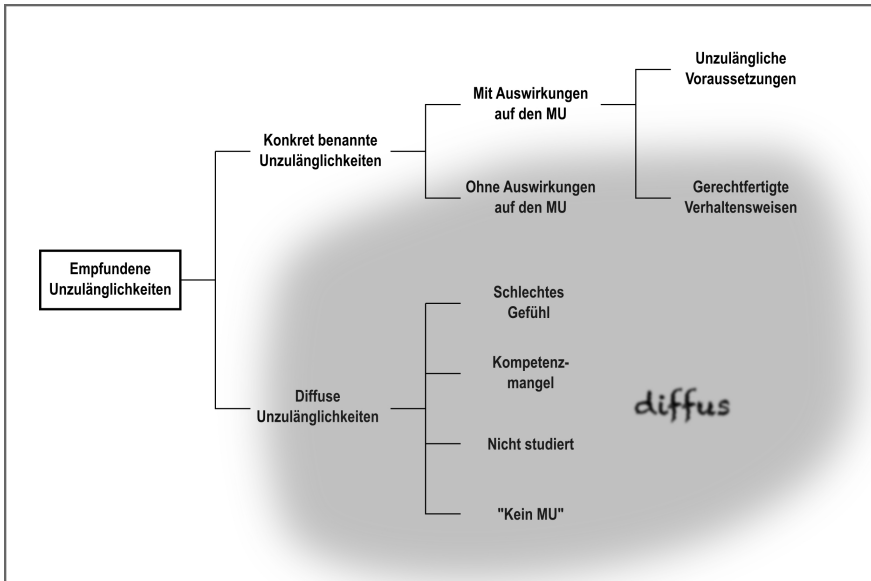 Empfundene
Unzulänglichkeiten
Konkret benannte
Unzulänglichkeiten
Mit Auswirkungen
auf den MU
Unzulängliche
Voraussetzungen
Gerechtfertigte
Verhaltensweisen
Ohne Auswirkungen
auf den MU
Diffuse
Unzulänglichkeiten
Schlechtes
Gefühl
Kompetenz-
mangel
Nicht studiert
"Kein MU"
diffus